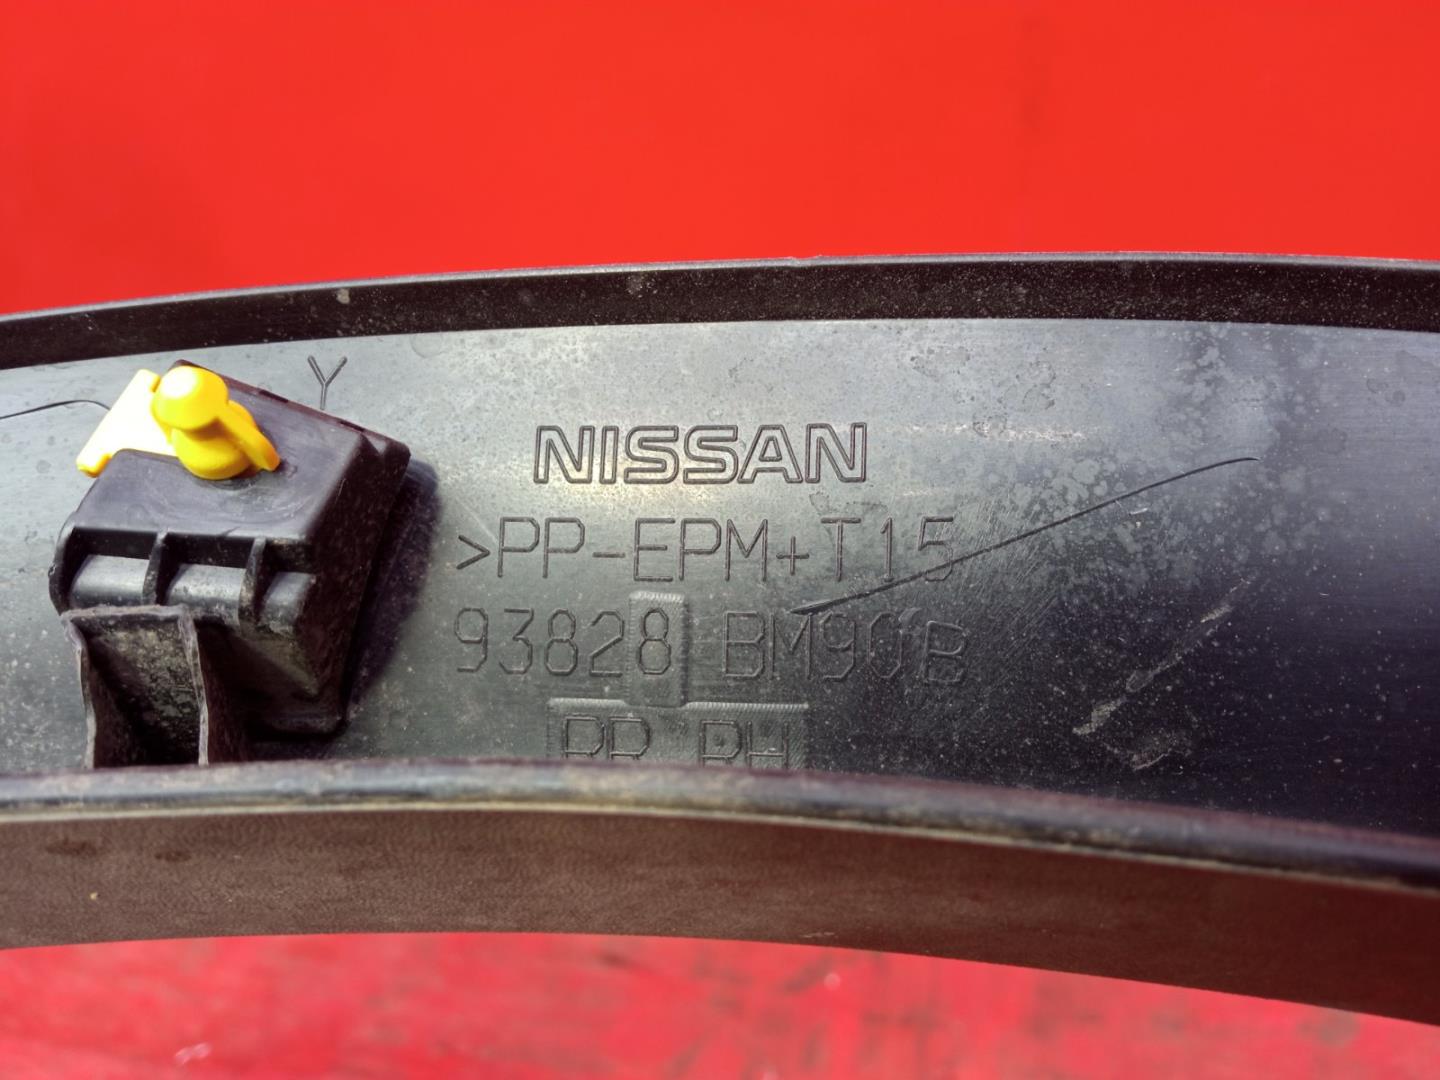 Y
NISSAN
>PP-EPM+T15
93828 BM90B
RR RH